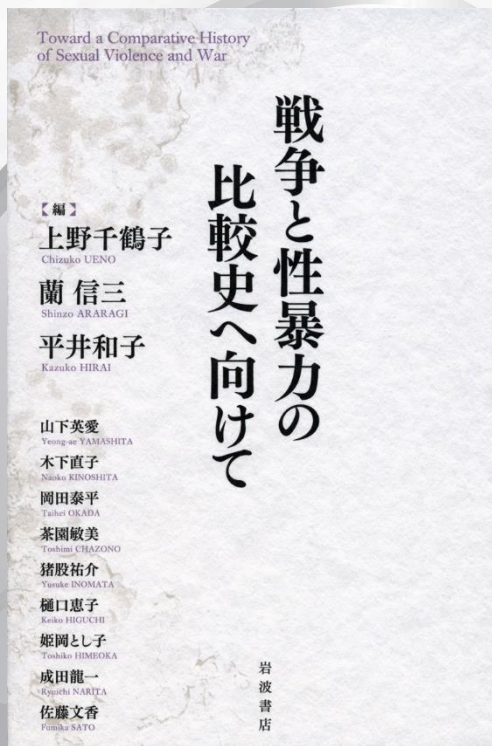 Toward a Comparative History
of Sexual Violence and War
戦争と性暴力の
比較史へ向けて
【編】
上野千鶴子
Chizuko UENO
蘭 信三
Shinzo ARARAGI
平井和子
Kazuko HIRAI
山下英愛
Yeong-ae YAMASHITA
木下直子
Naoko KINOSHITA
岡田泰平
Taihei OKADA
茶園敏美
Toshimi CHAZONO
猪股祐介
Yusuke INOMATA
樋口恵子
Keiko HIGUCHI
姫岡とし子
Toshiko HIMEOKA
成田龍一
Ryuichi NARITA
佐藤文香
Fumika SATO
岩波書店